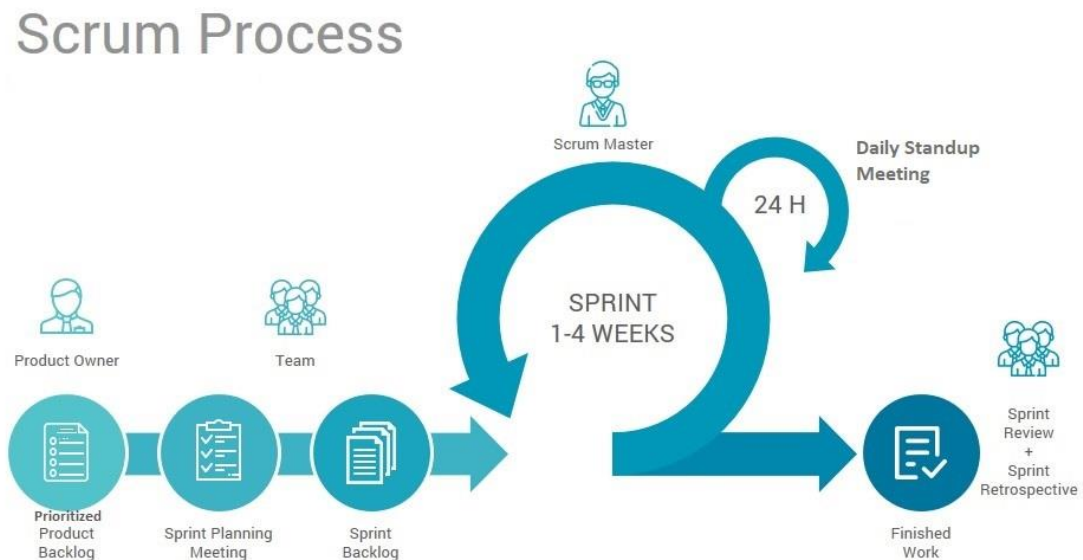 Scrum Process
Scrum Master
Daily Standup
Meeting
24 H
SPRINT
1-4 WEEKS
Product Owner
Team
Prioritized
Product
Backlog
Sprint Planning
Meeting
Sprint
Backlog
Finished
Work
Sprint
Review
+
Sprint
Retrospective